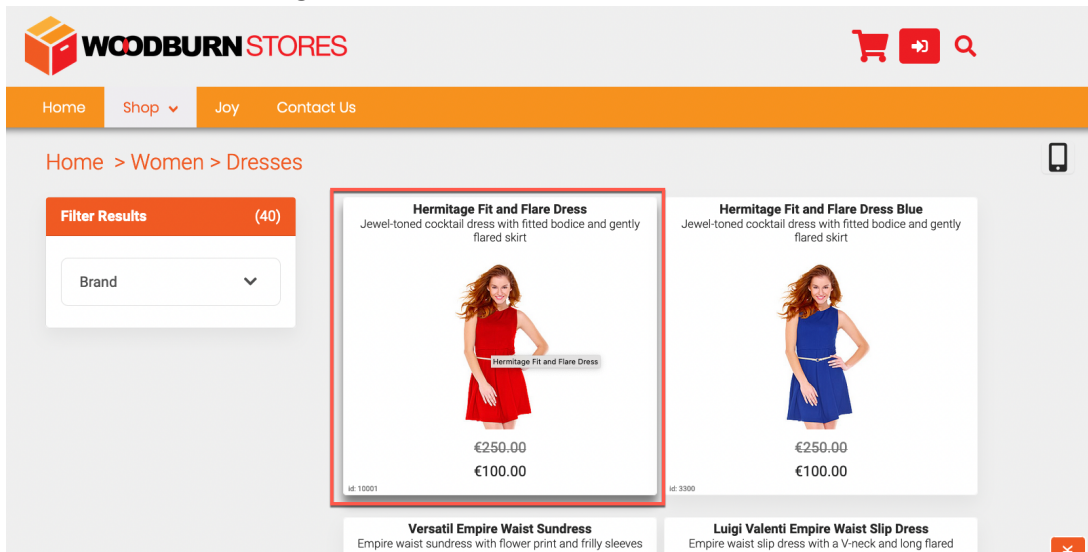 WOODBURN STORES
Home Shop Joy Contact Us
Home > Women > Dresses
Filter Results (40)
Brand
Hermitage Fit and Flare Dress
Jewel-toned cocktail dress with fitted bodice and gently
flared skirt
Hermitage Fit and Flare Dress
€250.00
€100.00
id: 10001
Hermitage Fit and Flare Dress Blue
Jewel-toned cocktail dress with fitted bodice and gently
flared skirt
€250.00
€100.00
id: 3300
Versatil Empire Waist Sundress
Empire waist sundress with flower print and frilly sleeves
Luigi Valenti Empire Waist Slip Dress
Empire waist slip dress with a V-neck and long flared